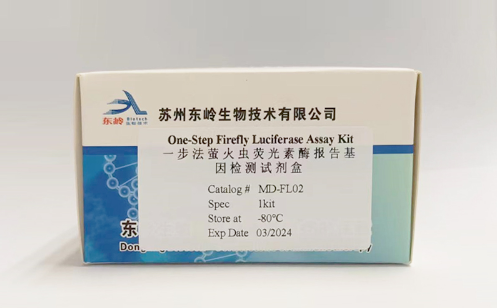 东岭
Biotech
苏州东岭生物技术有限公司
One-Step Firefly Luciferase Assay Kit
一步法萤火虫荧光素酶报告基
因检测试剂盒
Catalog # MD-FL02
Spec 1kit
Store at -80°C
Exp Date 03/2024
东